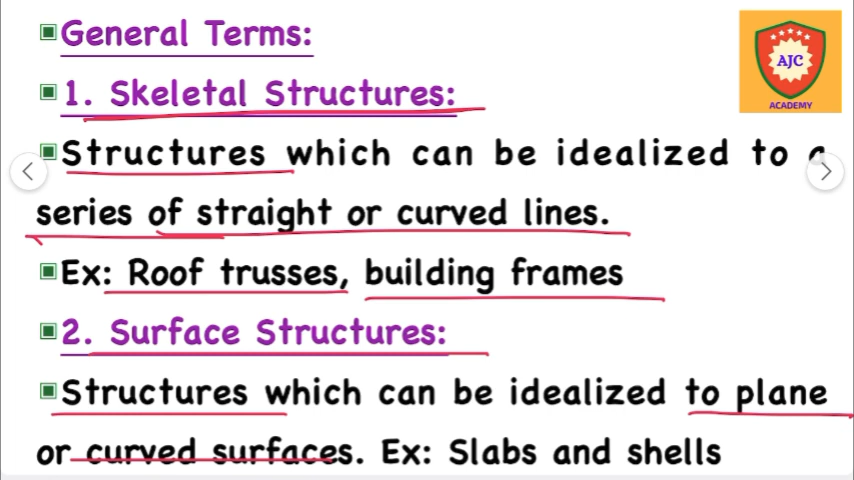 General Terms:
1. Skeletal Structures:
Structures which can be idealized to a
series of straight or curved lines.
Ex: Roof trusses, building frames
2. Surface Structures:
Structures which can be idealized to plane
or curved surfaces. Ex: Slabs and shells
AJC
ACADEMY